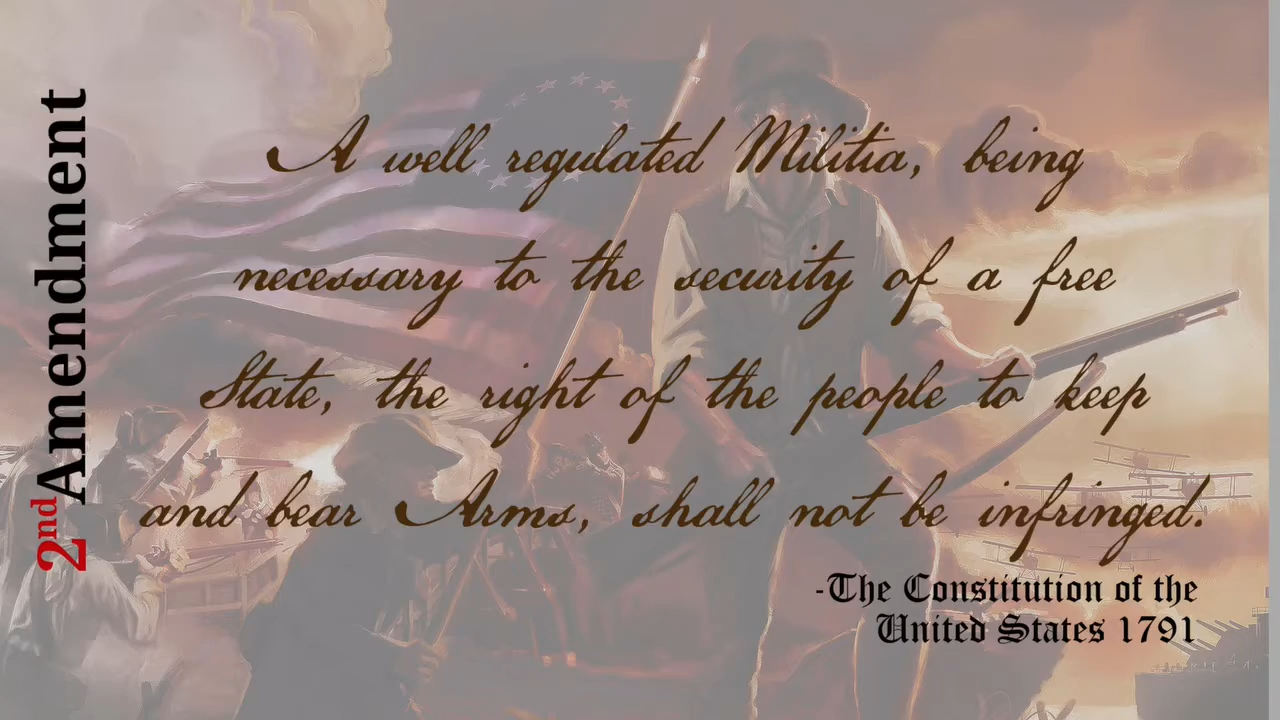 2nd Amendment
A well regulated Militia, being
necessary to the security of a free
State, the right of the people to keep
and bear Arms, shall not be infringed.
-The Constitution of the
United States 1791